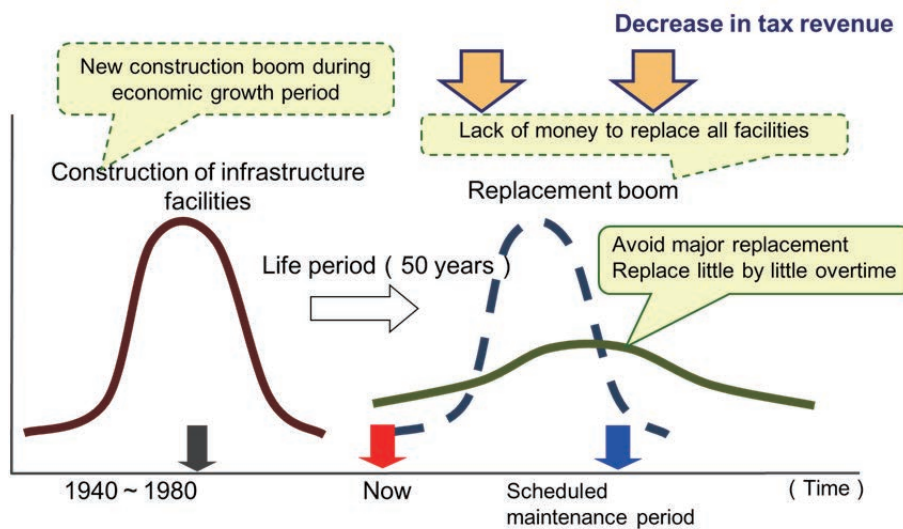 Decrease in tax revenue
New construction boom during
economic growth period
Lack of money to replace all facilities
Construction of infrastructure
facilities
Replacement boom
Avoid major replacement
Replace little by little overtime
Life period ( 50 years )
1940 ~ 1980
Now
Scheduled
maintenance period
( Time )